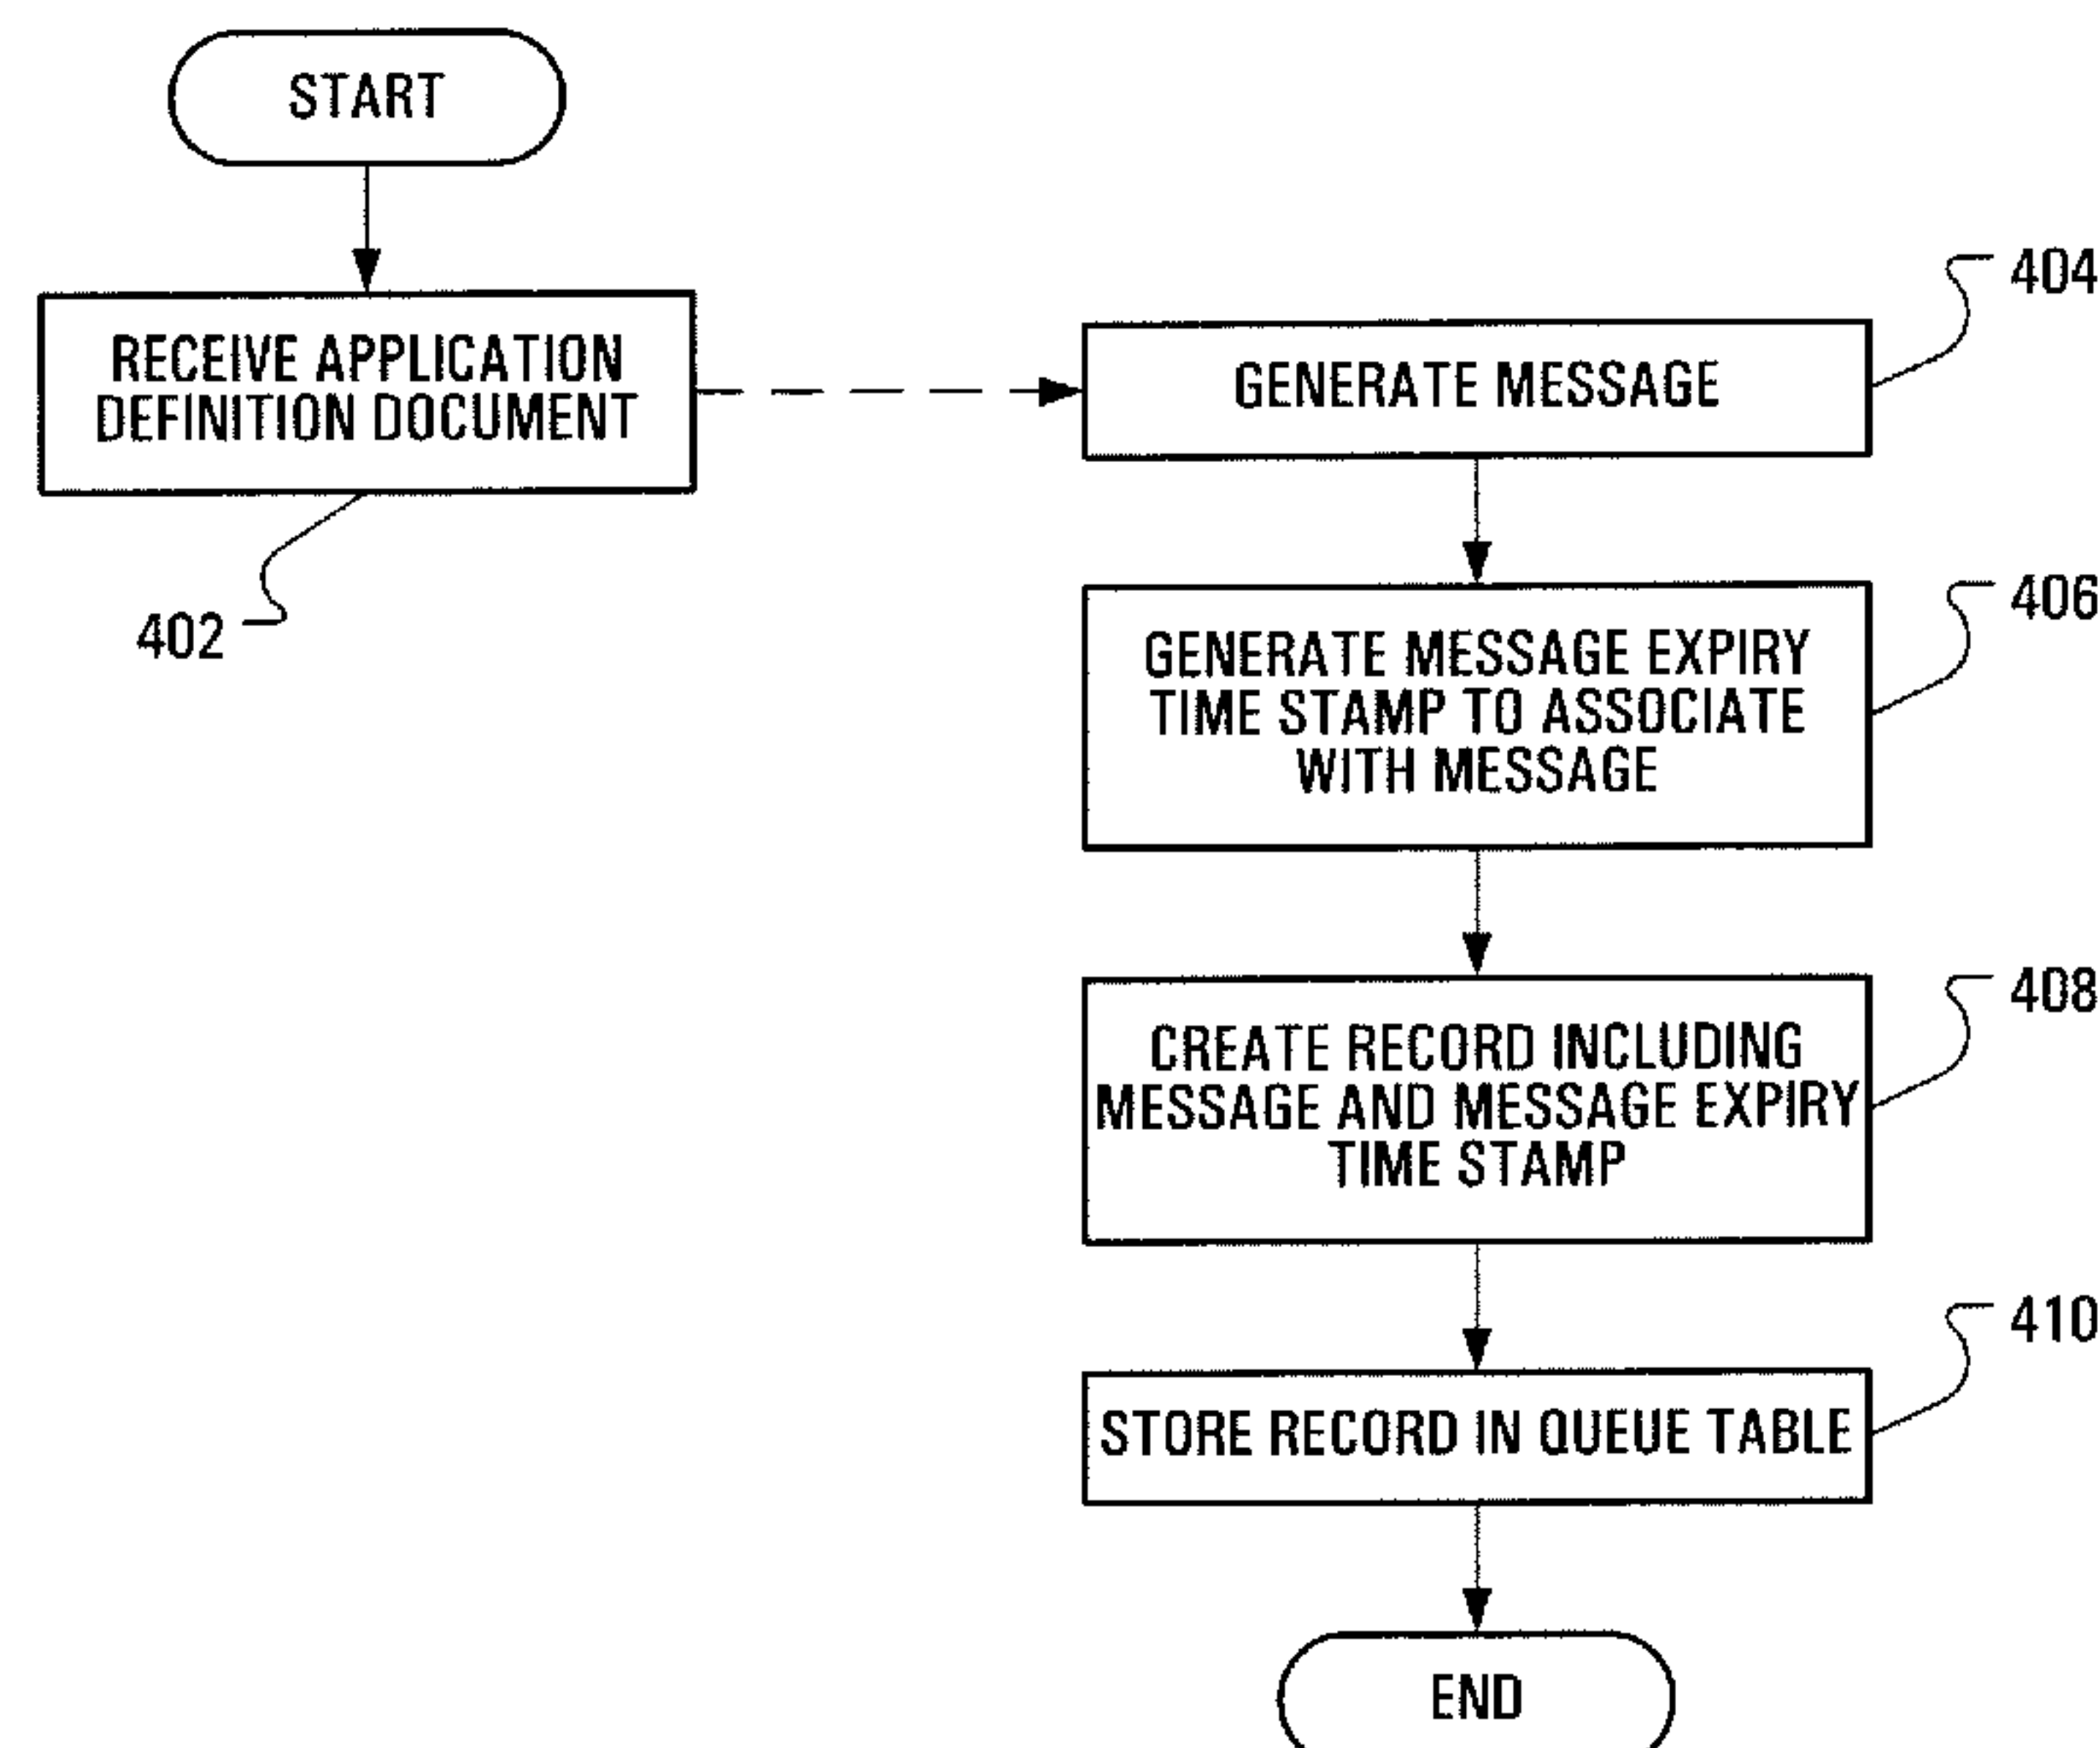 START
RECEIVE APPLICATION
DEFINITION DOCUMENT
402
GENERATE MESSAGE
404
GENERATE MESSAGE EXPIRY
TIME STAMP TO ASSOCIATE
WITH MESSAGE
406
CREATE RECORD INCLUDING
MESSAGE AND MESSAGE EXPIRY
TIME STAMP
408
STORE RECORD IN QUEUE TABLE
410
END